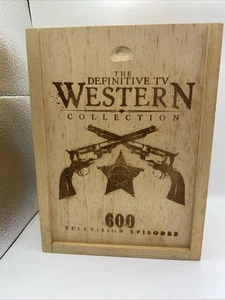 THE
DEFINITIVE TV
WESTERN
COLLECTION
600
TELEVISION EPISODES